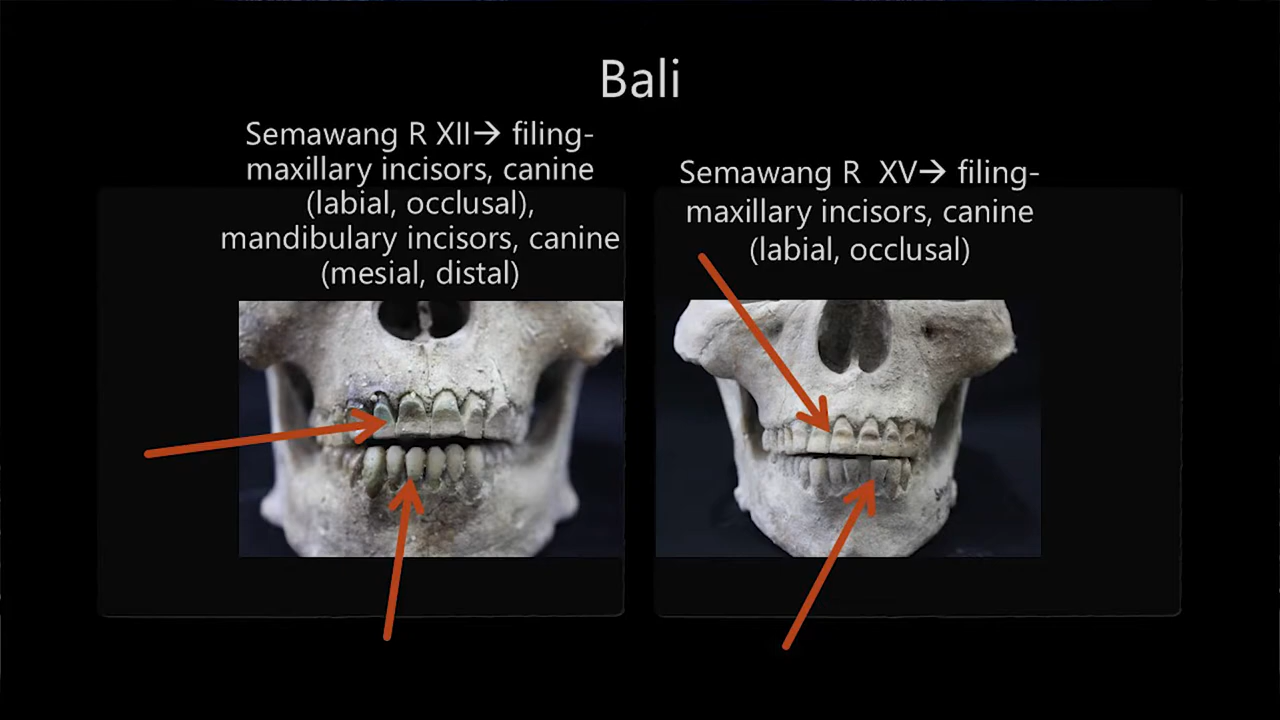 Bali
Semawang R XII→ filing-
maxillary incisors, canine
(labial, occlusal),
mandibulary incisors, canine
(mesial, distal)
Semawang R  XV→ filing-
maxillary incisors, canine
(labial, occlusal)